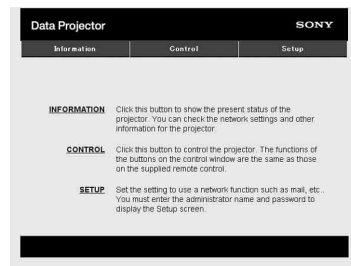 Data Projector
SONY
Information Control Setup
INFORMATION Click this button to show the present status of the
projector. You can check the network settings and other
information for the projector.
CONTROL Click this button to control the projector. The functions of
the buttons on the control window are the same as those
on the supplied remote control.
SETUP Set the setting to use a network function such as mail, etc..
You must enter the administrator name and password to
display the Setup screen.